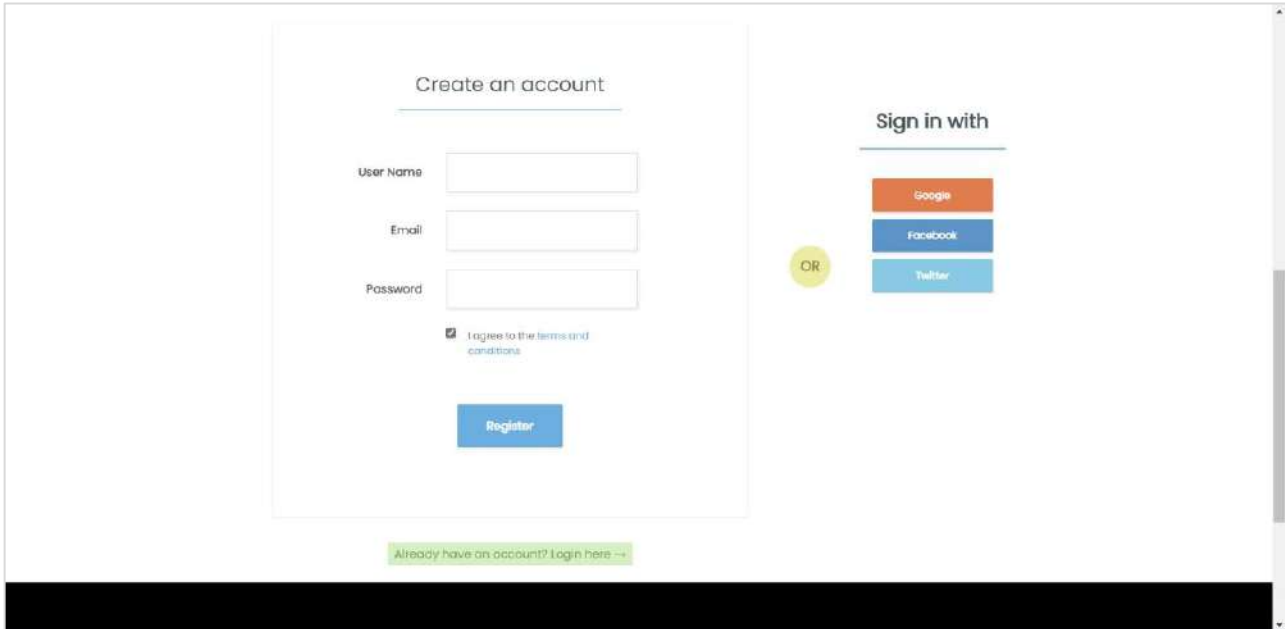 Create an account
User Name
Email
Password
I agree to the terms and
conditions
Register
Already have an account? Login here →
OR
Sign in with
Google
Facebook
Twitter